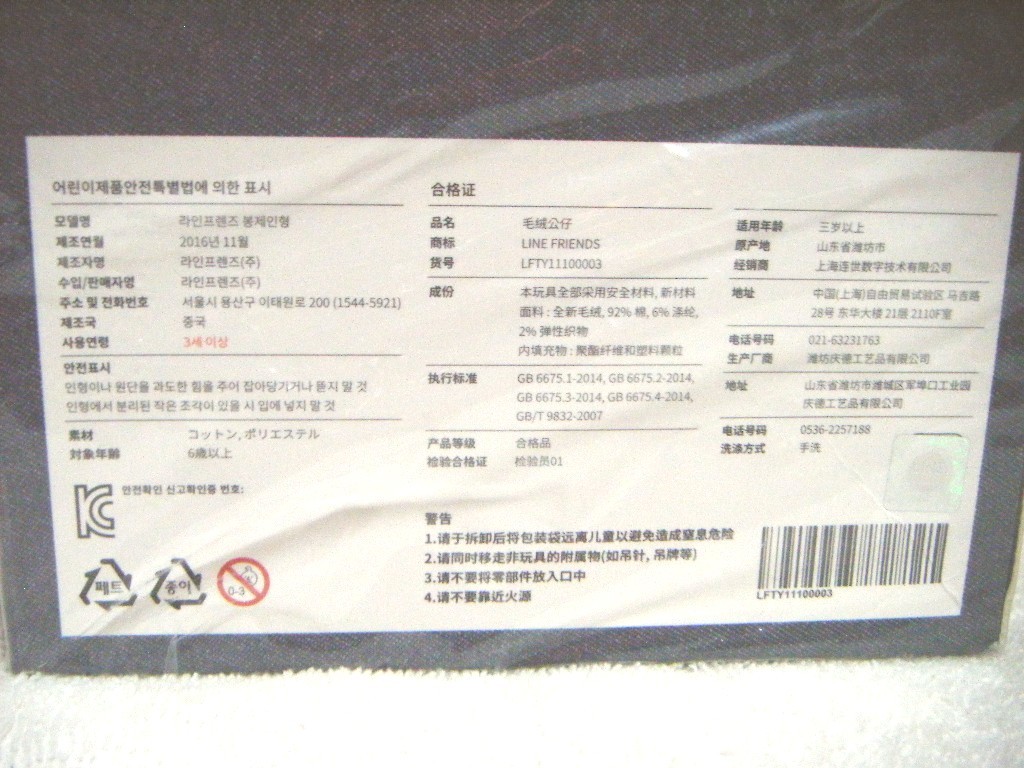 어린이제품안전특별법에 의한 표시
모델명 라인프렌즈 봉제인형
제조연월 2016년 11월
제조자명 라인프렌즈(주)
수입/판매자명 라인프렌즈(주)
주소 및 전화번호 서울시 용산구 이태원로 200 (1544-5921)
제조국 중국
사용연령 3세 이상
안전표시
인형이나 원단을 과도한 힘을 주어 잡아당기거나 뜯지 말 것
인형에서 분리된 작은 조각이 있을 시 입에 넣지 말 것
素材 コットン, ポリエステル
対象年齢 6歳以上
안전확인 신고확인증 번호:
페트
종이
0-3
合格证
品名 毛绒公仔
商标 LINE FRIENDS
货号 LFTY11100003
成份 本玩具全部采用安全材料, 新材料
面料 : 全新毛绒, 92% 棉, 6% 涤纶,
2% 弹性织物
内填充物 : 聚酯纤维和塑料颗粒
执行标准 GB 6675.1-2014, GB 6675.2-2014,
GB 6675.3-2014, GB 6675.4-2014,
GB/T 9832-2007
产品等级 合格品
检验合格证 检验员01
适用年龄 三岁以上
原产地 山东省潍坊市
经销商 上海连世数字技术有限公司
地址 中国(上海)自由贸易试验区 马吉路
28号 东华大楼 21层 2110F室
电话号码 021-63231763
生产厂商 潍坊庆德工艺品有限公司
地址 山东省潍坊市潍城区军埠口工业园
庆德工艺品有限公司
电话号码 0536-2257188
洗涤方式 手洗
警告
1.请于拆卸后将包装袋远离儿童以避免造成窒息危险
2.请同时移走非玩具的附属物(如吊针, 吊牌等)
3.请不要将零部件放入口中
4.请不要靠近火源
LFTY11100003